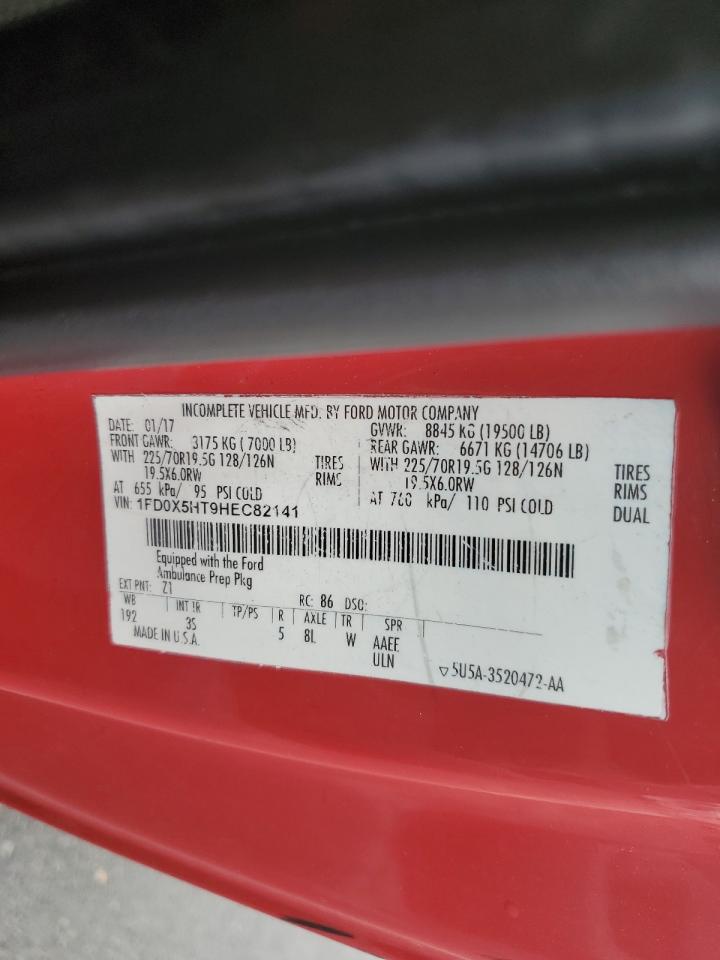 INCOMPLETE VEHICLE MFD. BY FORD MOTOR COMPANY
DATE: 01/17 GVWR: 8845 KG (19500 LB)
FRONT GAWR: 3175 KG (7000 LB) REAR GAWR: 6671 KG (14706 LB)
WITH 225/70R19.5G 128/126N TIRES WITH 225/70R19.5G 128/126N TIRES
19.5X6.0RW RIMS 19.5X6.0RW RIMS
AT 655 kPa/ 95 PSI COLD AT 760 kPa/ 110 PSI COLD DUAL
VIN: 1FD0X5HT9HEC82141
Equipped with the Ford
Ambulance Prep Pkg
EXT PNT: Z1 RC: 86 DSO:
WB INT TR TP/PS R AXLE TR SPR
192 3S 5 8L W AAEE
MADE IN U.S.A. ULN
▽5U5A-3520472-AA